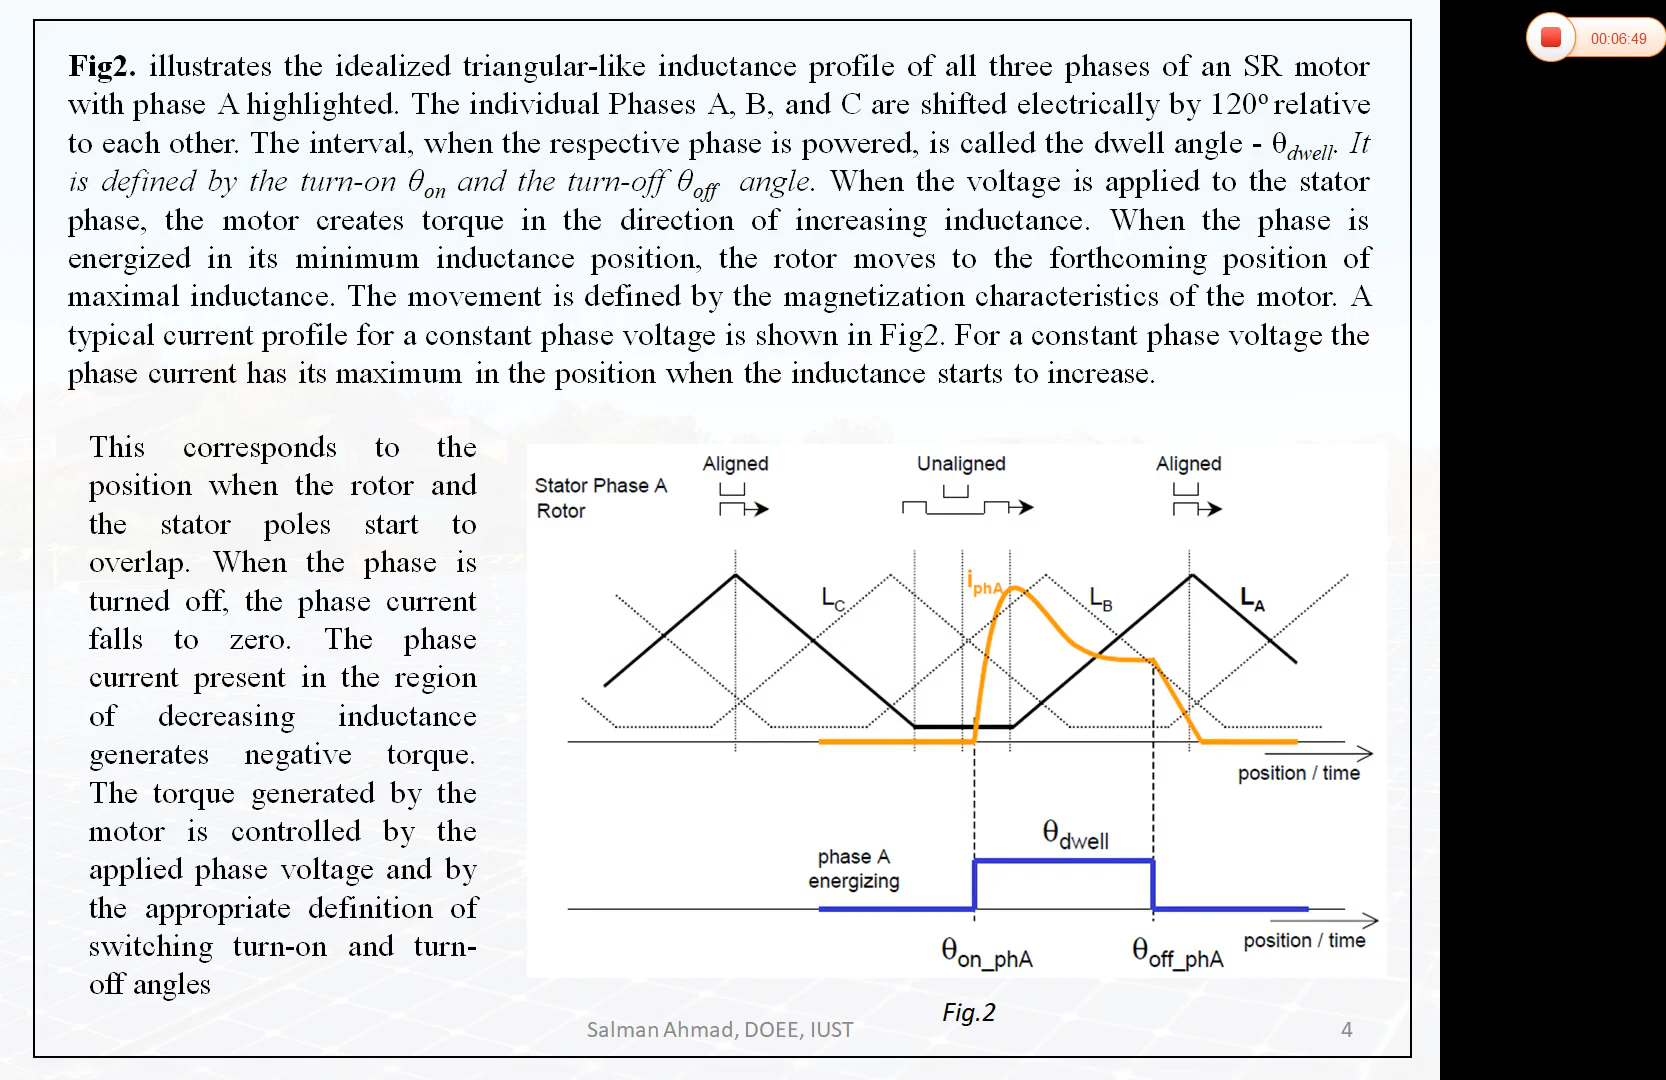 00:06:49
Fig2. illustrates the idealized triangular-like inductance profile of all three phases of an SR motor
with phase A highlighted. The individual Phases A, B, and C are shifted electrically by 120º relative
to each other. The interval, when the respective phase is powered, is called the dwell angle - θdwell. It
is defined by the turn-on θon and the turn-off θoff angle. When the voltage is applied to the stator
phase, the motor creates torque in the direction of increasing inductance. When the phase is
energized in its minimum inductance position, the rotor moves to the forthcoming position of
maximal inductance. The movement is defined by the magnetization characteristics of the motor. A
typical current profile for a constant phase voltage is shown in Fig2. For a constant phase voltage the
phase current has its maximum in the position when the inductance starts to increase.
This corresponds to the
position when the rotor and
the stator poles start to
overlap. When the phase is
turned off, the phase current
falls to zero. The phase
current present in the region
of decreasing inductance
generates negative torque.
The torque generated by the
motor is controlled by the
applied phase voltage and by
the appropriate definition of
switching turn-on and turn-
off angles
Aligned
Unaligned
Aligned
Stator Phase A
Rotor
LC
iphA
LB
LA
position / time
θdwell
phase A
energizing
θon_phA
θoff_phA
position / time
Fig.2
Salman Ahmad, DOEE, IUST
4